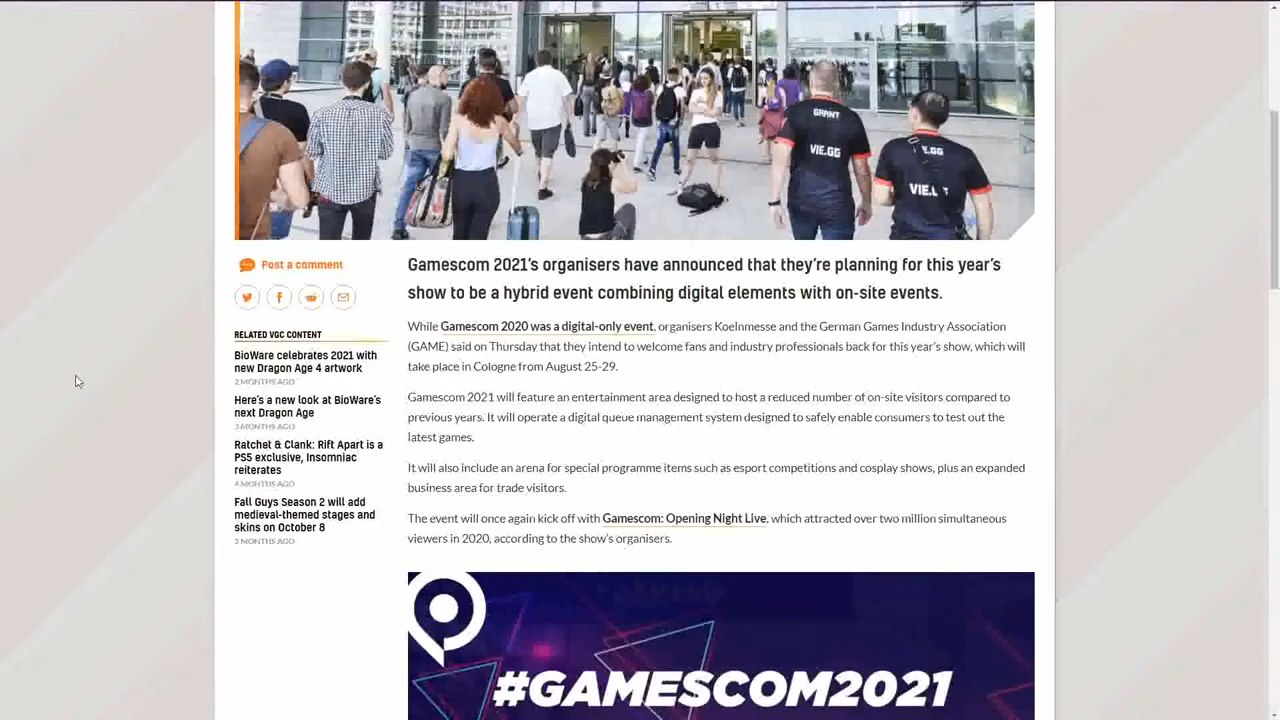 GRANT
VIE.GG
VIE.
Post a comment
RELATED VGC CONTENT
BioWare celebrates 2021 with
new Dragon Age 4 artwork
2 MONTHS AGO
Here's a new look at BioWare's
next Dragon Age
3 MONTHS AGO
Ratchet & Clank: Rift Apart is a
PS5 exclusive, Insomniac
reiterates
4 MONTHS AGO
Fall Guys Season 2 will add
medieval-themed stages and
skins on October 8
5 MONTHS AGO
Gamescom 2021's organisers have announced that they're planning for this year's
show to be a hybrid event combining digital elements with on-site events.
While Gamescom 2020 was a digital-only event, organisers Koelnmesse and the German Games Industry Association
(GAME) said on Thursday that they intend to welcome fans and industry professionals back for this year's show, which will
take place in Cologne from August 25-29.
Gamescom 2021 will feature an entertainment area designed to host a reduced number of on-site visitors compared to
previous years. It will operate a digital queue management system designed to safely enable consumers to test out the
latest games.
It will also include an arena for special programme items such as esport competitions and cosplay shows, plus an expanded
business area for trade visitors.
The event will once again kick off with Gamescom: Opening Night Live, which attracted over two million simultaneous
viewers in 2020, according to the show's organisers.
#GAMESCOM2021